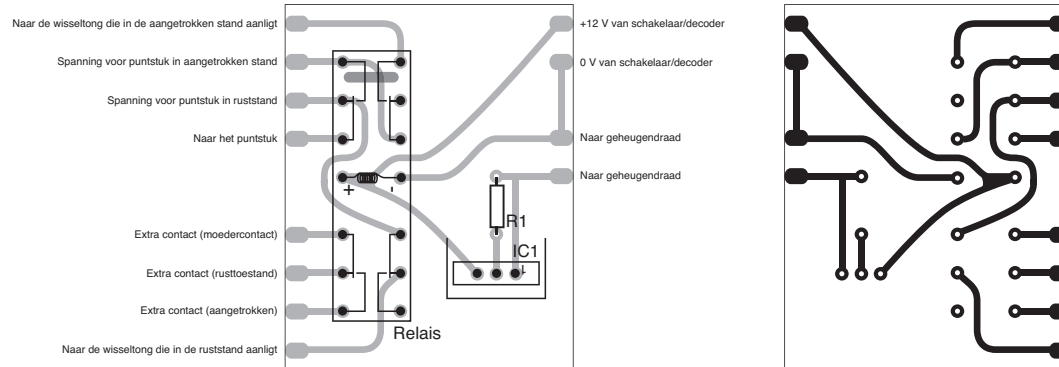 Naar de wisseltong die in de aangetrokken stand aanligt
Spanning voor puntstuk in aangetrokken stand
Spanning voor puntstuk in ruststand
Naar het puntstuk
Extra contact (moedercontact)
Extra contact (rusttoestand)
Extra contact (aangetrokken)
Naar de wisseltong die in de ruststand aanligt
+ -
Relais
R1
IC1
+12 V van schakelaar/decoder
0 V van schakelaar/decoder
Naar geheugendraad
Naar geheugendraad